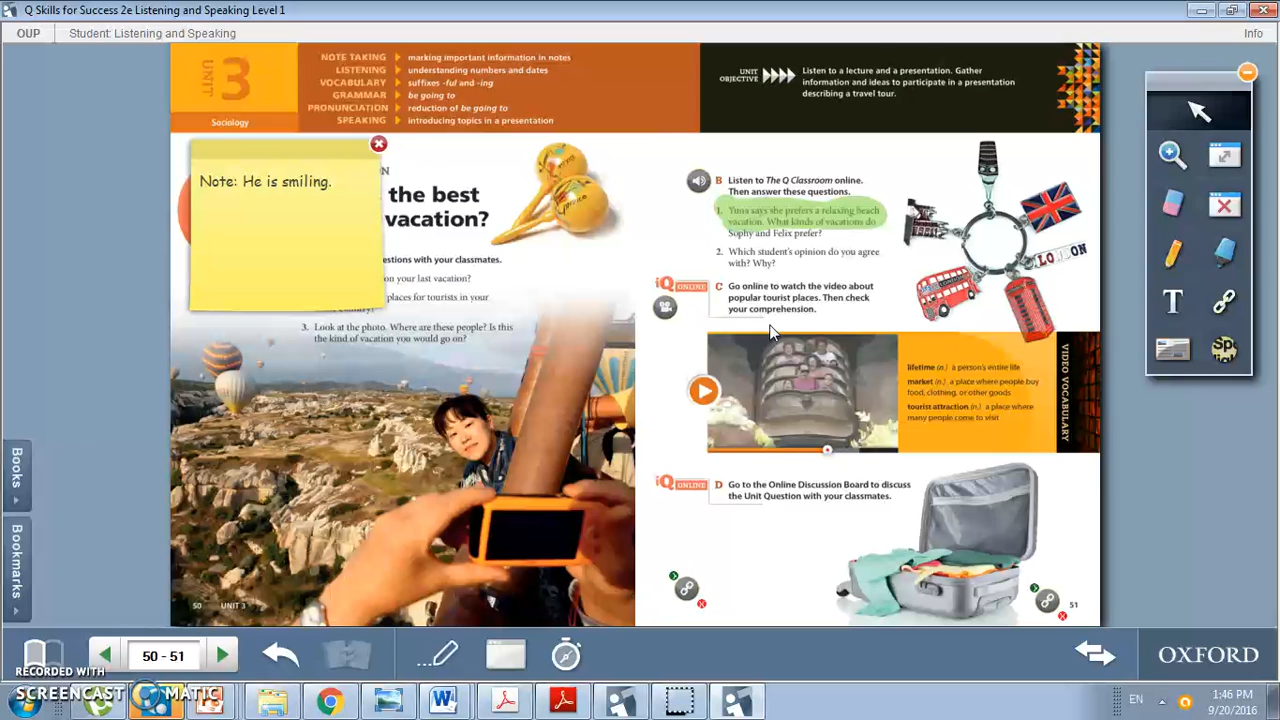 Q Skills for Success 2e Listening and Speaking Level 1
OUP Student: Listening and Speaking Info
UNIT 3
Sociology
NOTE TAKING marking important information in notes
LISTENING understanding numbers and dates
VOCABULARY suffixes -ful and -ing
GRAMMAR be going to
PRONUNCIATION reduction of be going to
SPEAKING introducing topics in a presentation
UNIT OBJECTIVE
Listen to a lecture and a presentation. Gather
information and ideas to participate in a presentation
describing a travel tour.
Note: He is smiling.
N
the best
vacation?
estions with your classmates.
on your last vacation?
places for tourists in your
3. Look at the photo. Where are these people? Is this
the kind of vacation you would go on?
50 UNIT 3
B Listen to The Q Classroom online.
Then answer these questions.
1. Yuna says she prefers a relaxing beach
vacation. What kinds of vacations do
Sophy and Felix prefer?
2. Which student's opinion do you agree
with? Why?
iQ ONLINE
C Go online to watch the video about
popular tourist places. Then check
your comprehension.
LONDON
lifetime (n.) a person's entire life
market (n.) a place where people buy
food, clothing, or other goods
tourist attraction (n.) a place where
many people come to visit
VIDEO VOCABULARY
iQ ONLINE
D Go to the Online Discussion Board to discuss
the Unit Question with your classmates.
51
Books
Bookmarks
T
Sp
50 - 51
OXFORD
RECORDED WITH
SCREENCAST MATIC
EN
1:46 PM
9/20/2016